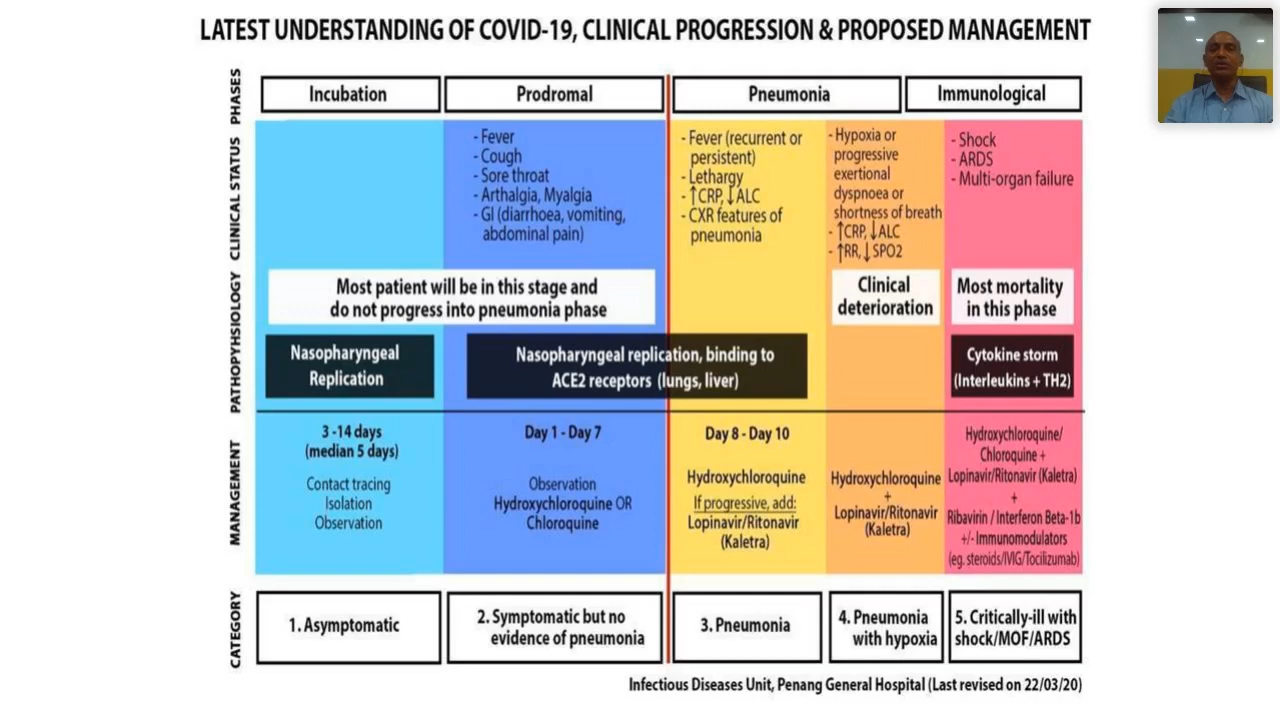 LATEST UNDERSTANDING OF COVID-19, CLINICAL PROGRESSION & PROPOSED MANAGEMENT
PHASES
Incubation
Prodromal
Pneumonia
Immunological
CLINICAL STATUS
- Fever
- Cough
- Sore throat
- Arthalgia, Myalgia
- GI (diarrhoea, vomiting,
abdominal pain)
- Fever (recurrent or
persistent)
- Lethargy
- ↑CRP, ↓ALC
- CXR features of
pneumonia
- Hypoxia or
progressive
exertional
dyspnoea or
shortness of breath
- ↑CRP, ↓ALC
- ↑RR, ↓SPO2
- Shock
- ARDS
- Multi-organ failure
PATHOPYHSIOLOGY
Most patient will be in this stage and
do not progress into pneumonia phase
Clinical
deterioration
Most mortality
in this phase
Nasopharyngeal
Replication
Nasopharyngeal replication, binding to
ACE2 receptors (lungs, liver)
Cytokine storm
(Interleukins + TH2)
MANAGEMENT
3 -14 days
(median 5 days)
Contact tracing
Isolation
Observation
Day 1 - Day 7
Observation
Hydroxychloroquine OR
Chloroquine
Day 8 - Day 10
Hydroxychloroquine
If progressive, add:
Lopinavir/Ritonavir
(Kaletra)
Hydroxychloroquine
+
Lopinavir/Ritonavir
(Kaletra)
Hydroxychloroquine/
Chloroquine +
Lopinavir/Ritonavir (Kaletra)
+
Ribavirin / Interferon Beta-1b
+/- Immunomodulators
(eg. steroids/IVIG/Tocilizumab)
CATEGORY
1. Asymptomatic
2. Symptomatic but no
evidence of pneumonia
3. Pneumonia
4. Pneumonia
with hypoxia
5. Critically-ill with
shock/MOF/ARDS
Infectious Diseases Unit, Penang General Hospital (Last revised on 22/03/20)